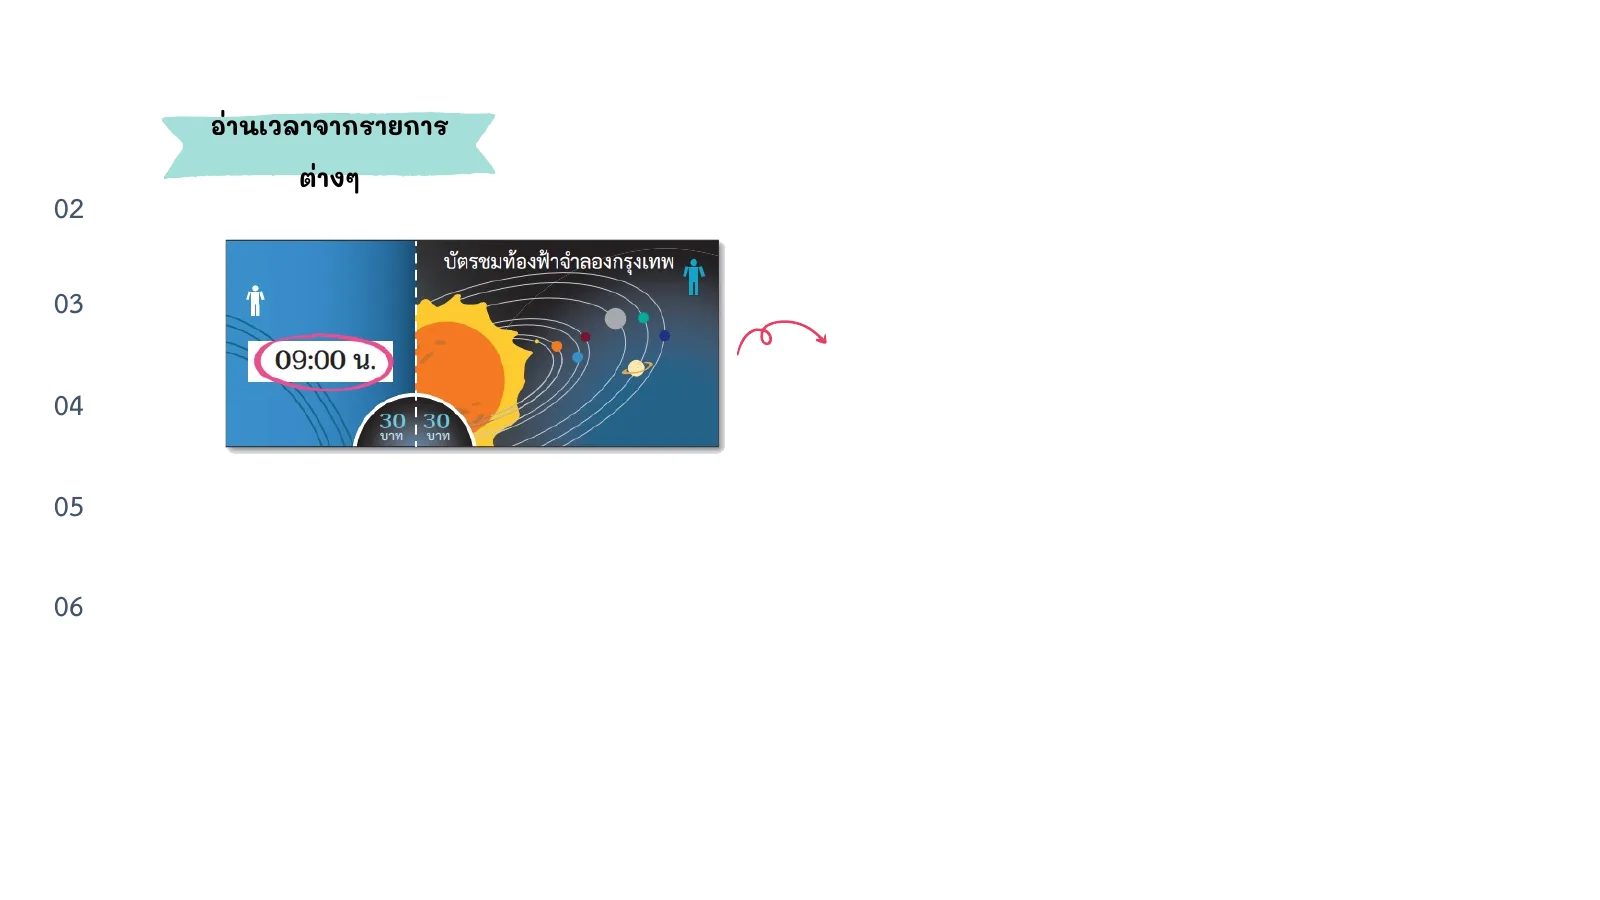 อ่านเวลาจากรายการ
ต่างๆ
02
03
04
05
06
บัตรชมท้องฟ้าจำลองกรุงเทพ
09:00 น.
30 30
บาท บาท